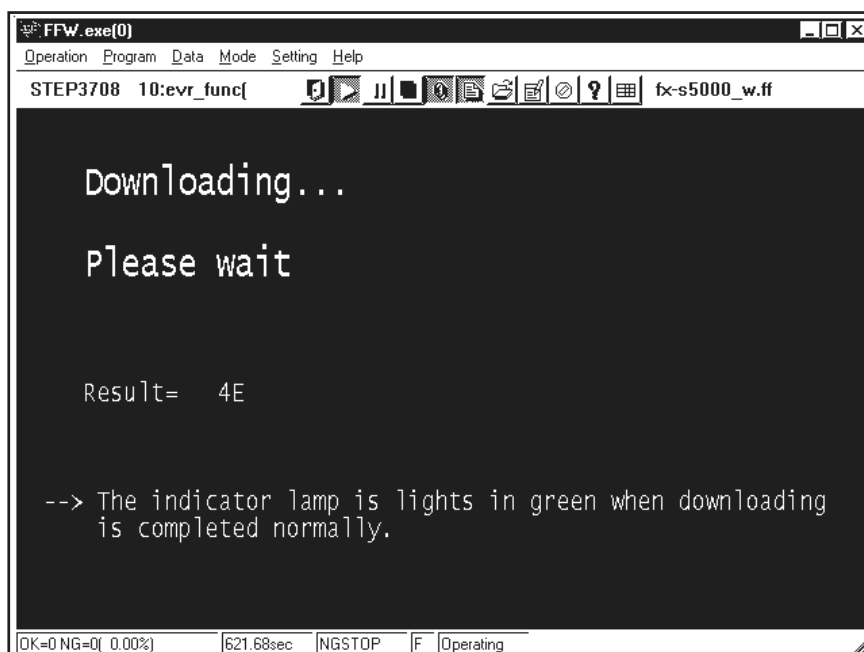 FFW.exe(0)
Operation Program Data Mode Setting Help
STEP3708 10:evr_func( fx-s5000_w.ff
Downloading...
Please wait
Result= 4E
--> The indicator lamp is lights in green when downloading
is completed normally.
OK=0 NG=0( 0.00%) 621.68sec NGSTOP F Operating